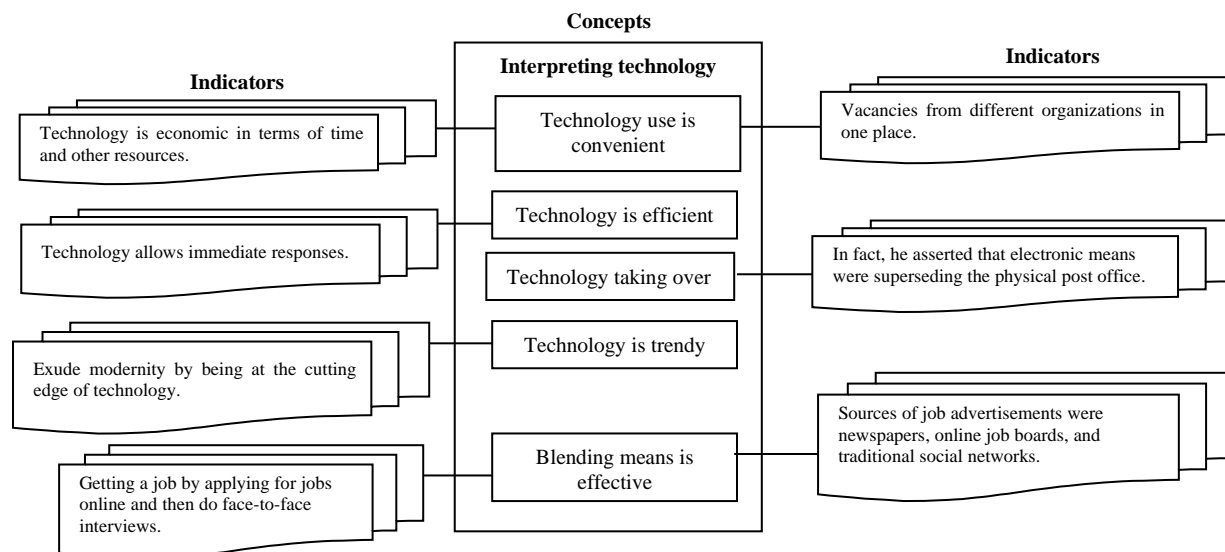 Concepts
Indicators
Interpreting technology
Indicators
Technology is economic in terms of time
and other resources.
Technology use is
convenient
Vacancies from different organizations in
one place.
Technology allows immediate responses.
Technology is efficient
Technology taking over
In fact, he asserted that electronic means
were superseding the physical post office.
Exude modernity by being at the cutting
edge of technology.
Technology is trendy
Getting a job by applying for jobs
online and then do face-to-face
interviews.
Blending means is
effective
Sources of job advertisements were
newspapers, online job boards, and
traditional social networks.